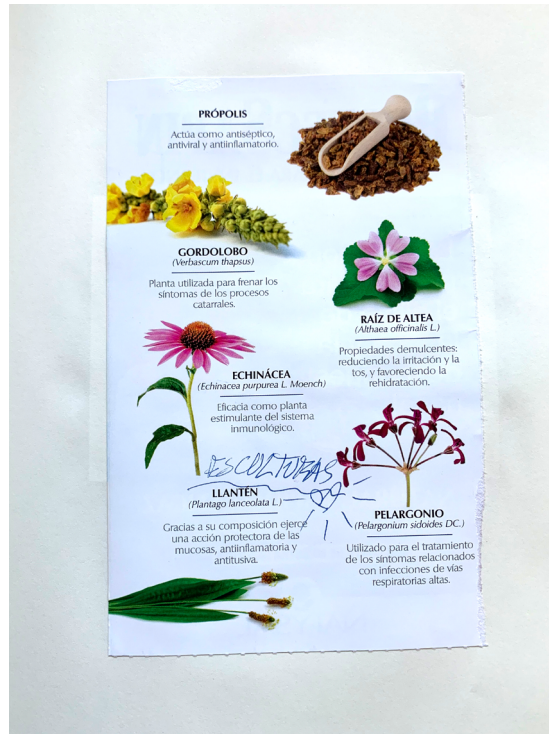 PRÓPOLIS
Actúa como antiséptico,
antiviral y antiinflamatorio.
GORDOLOBO
(Verbascum thapsus)
Planta utilizada para frenar los
síntomas de los procesos
catarrales.
RAÍZ DE ALTEA
(Althaea officinalis L.)
Propiedades demulcentes:
reduciendo la irritación y la
tos, y favoreciendo la
rehidratación.
ECHINÁCEA
(Echinacea purpurea L. Moench)
Eficacia como planta
estimulante del sistema
inmunológico.
ESCULTURAS
LLANTÉN
(Plantago lanceolata L.)
Gracias a su composición ejerce
una acción protectora de las
mucosas, antiinflamatoria y
antitusiva.
PELARGONIO
(Pelargonium sidoides DC.)
Utilizado para el tratamiento
de los síntomas relacionados
con infecciones de vías
respiratorias altas.